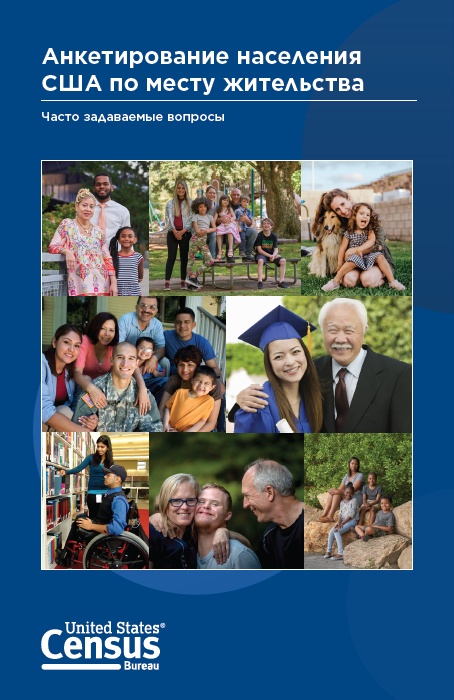 Анкетирование населения
США по месту жительства
Часто задаваемые вопросы
United States®
Census
Bureau